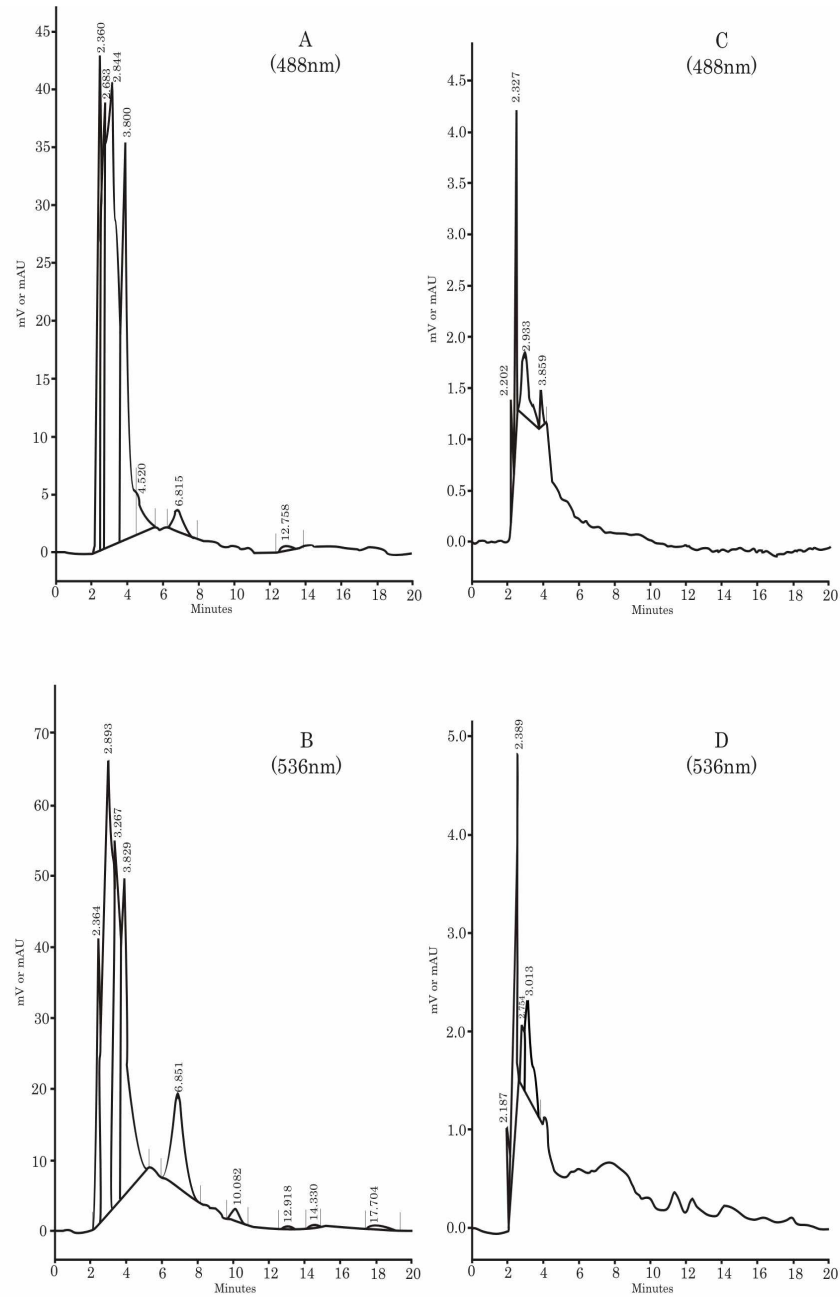 A
(488nm)
2.360
2.683
2.844
3.800
4.520
6.815
12.758
45
40
35
30
25
20
15
10
5
0
mV or mAU
0 2 4 6 8 10 12 14 16 18 20
Minutes
C
(488nm)
2.202
2.327
2.933
3.859
4.5
4.0
3.5
3.0
2.5
2.0
1.5
1.0
0.5
0.0
mV or mAU
0 2 4 6 8 10 12 14 16 18 20
Minutes
B
(536nm)
2.364
2.893
3.267
3.829
6.851
10.082
12.918
14.330
17.704
70
60
50
40
30
20
10
0
mV or mAU
0 2 4 6 8 10 12 14 16 18 20
Minutes
D
(536nm)
2.187
2.389
2.754
3.013
5.0
4.0
3.0
2.0
1.0
0.0
mV or mAU
0 2 4 6 8 10 12 14 16 18 20
Minutes